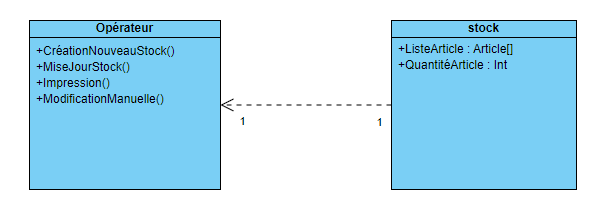 Opérateur
+CréationNouveauStock()
+MiseJourStock()
+Impression()
+ModificationManuelle()
1
1
stock
+ListeArticle : Article[]
+QuantitéArticle : Int